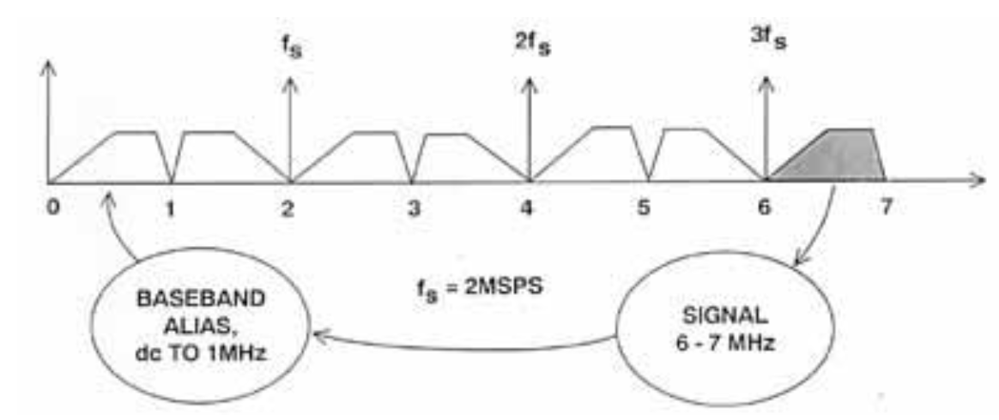 fs
2fs
3fs
0
1
2
3
4
5
6
7
BASEBAND
ALIAS,
dc TO 1MHz
fs = 2MSPS
SIGNAL
6 - 7 MHz